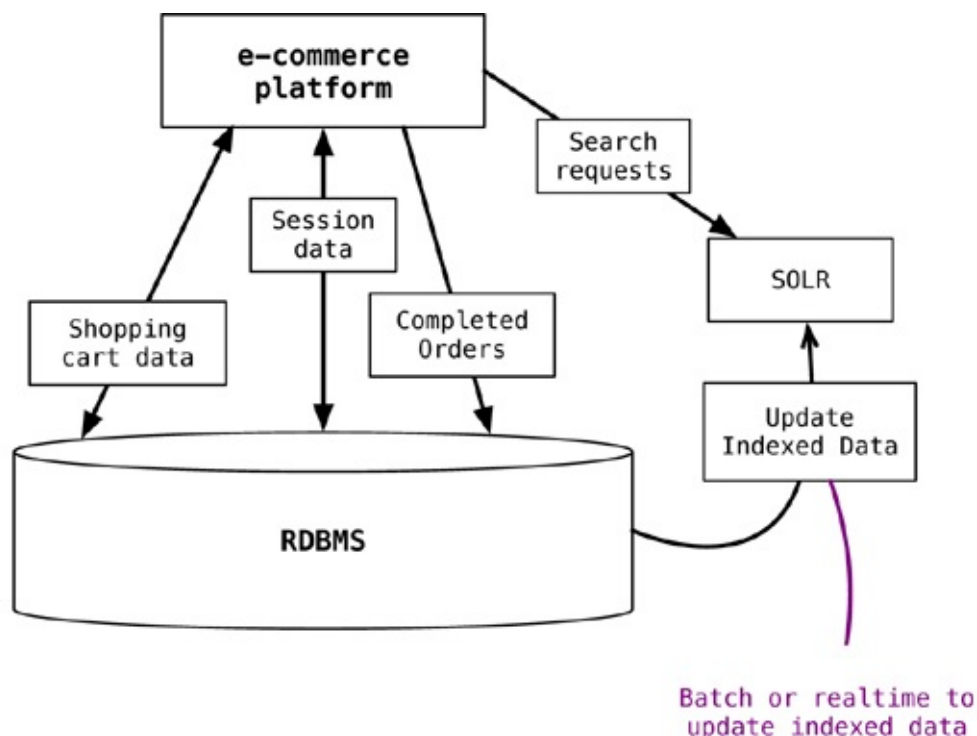 e-commerce
platform
Search
requests
Session
data
SOLR
Shopping
cart data
Completed
Orders
Update
Indexed Data
RDBMS
Batch or realtime to
update indexed data